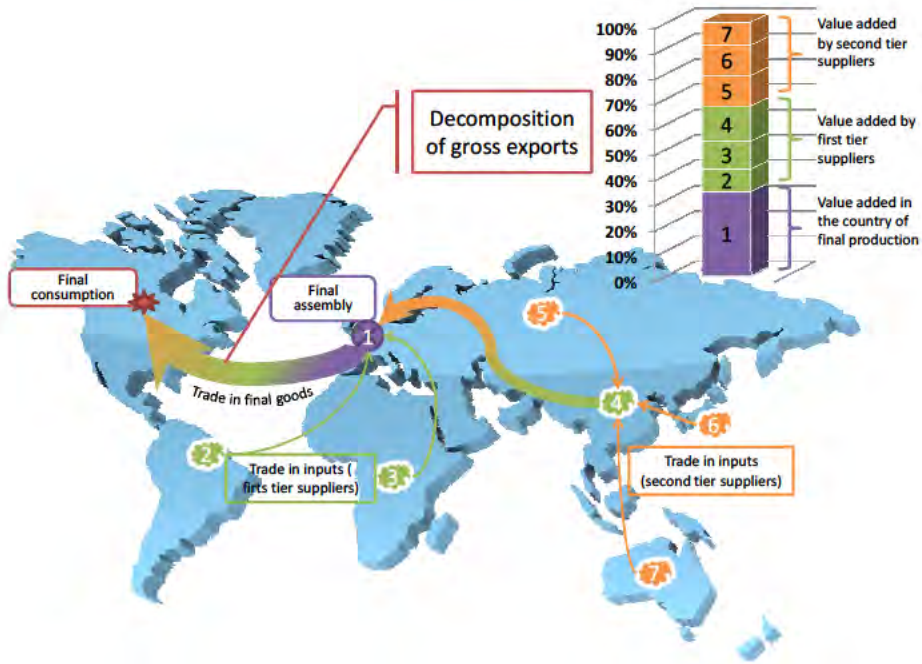 100%
90%
80%
70%
60%
50%
40%
30%
20%
10%
0%
7
6
5
4
3
2
1
Value added
by second tier
suppliers
Value added by
first tier
suppliers
Value added in
the country of
final production
Decomposition
of gross exports
Final
consumption
Final
assembly
Trade in final goods
1
2
3
4
5
6
7
Trade in inputs (
firts tier suppliers)
Trade in inputs
(second tier suppliers)